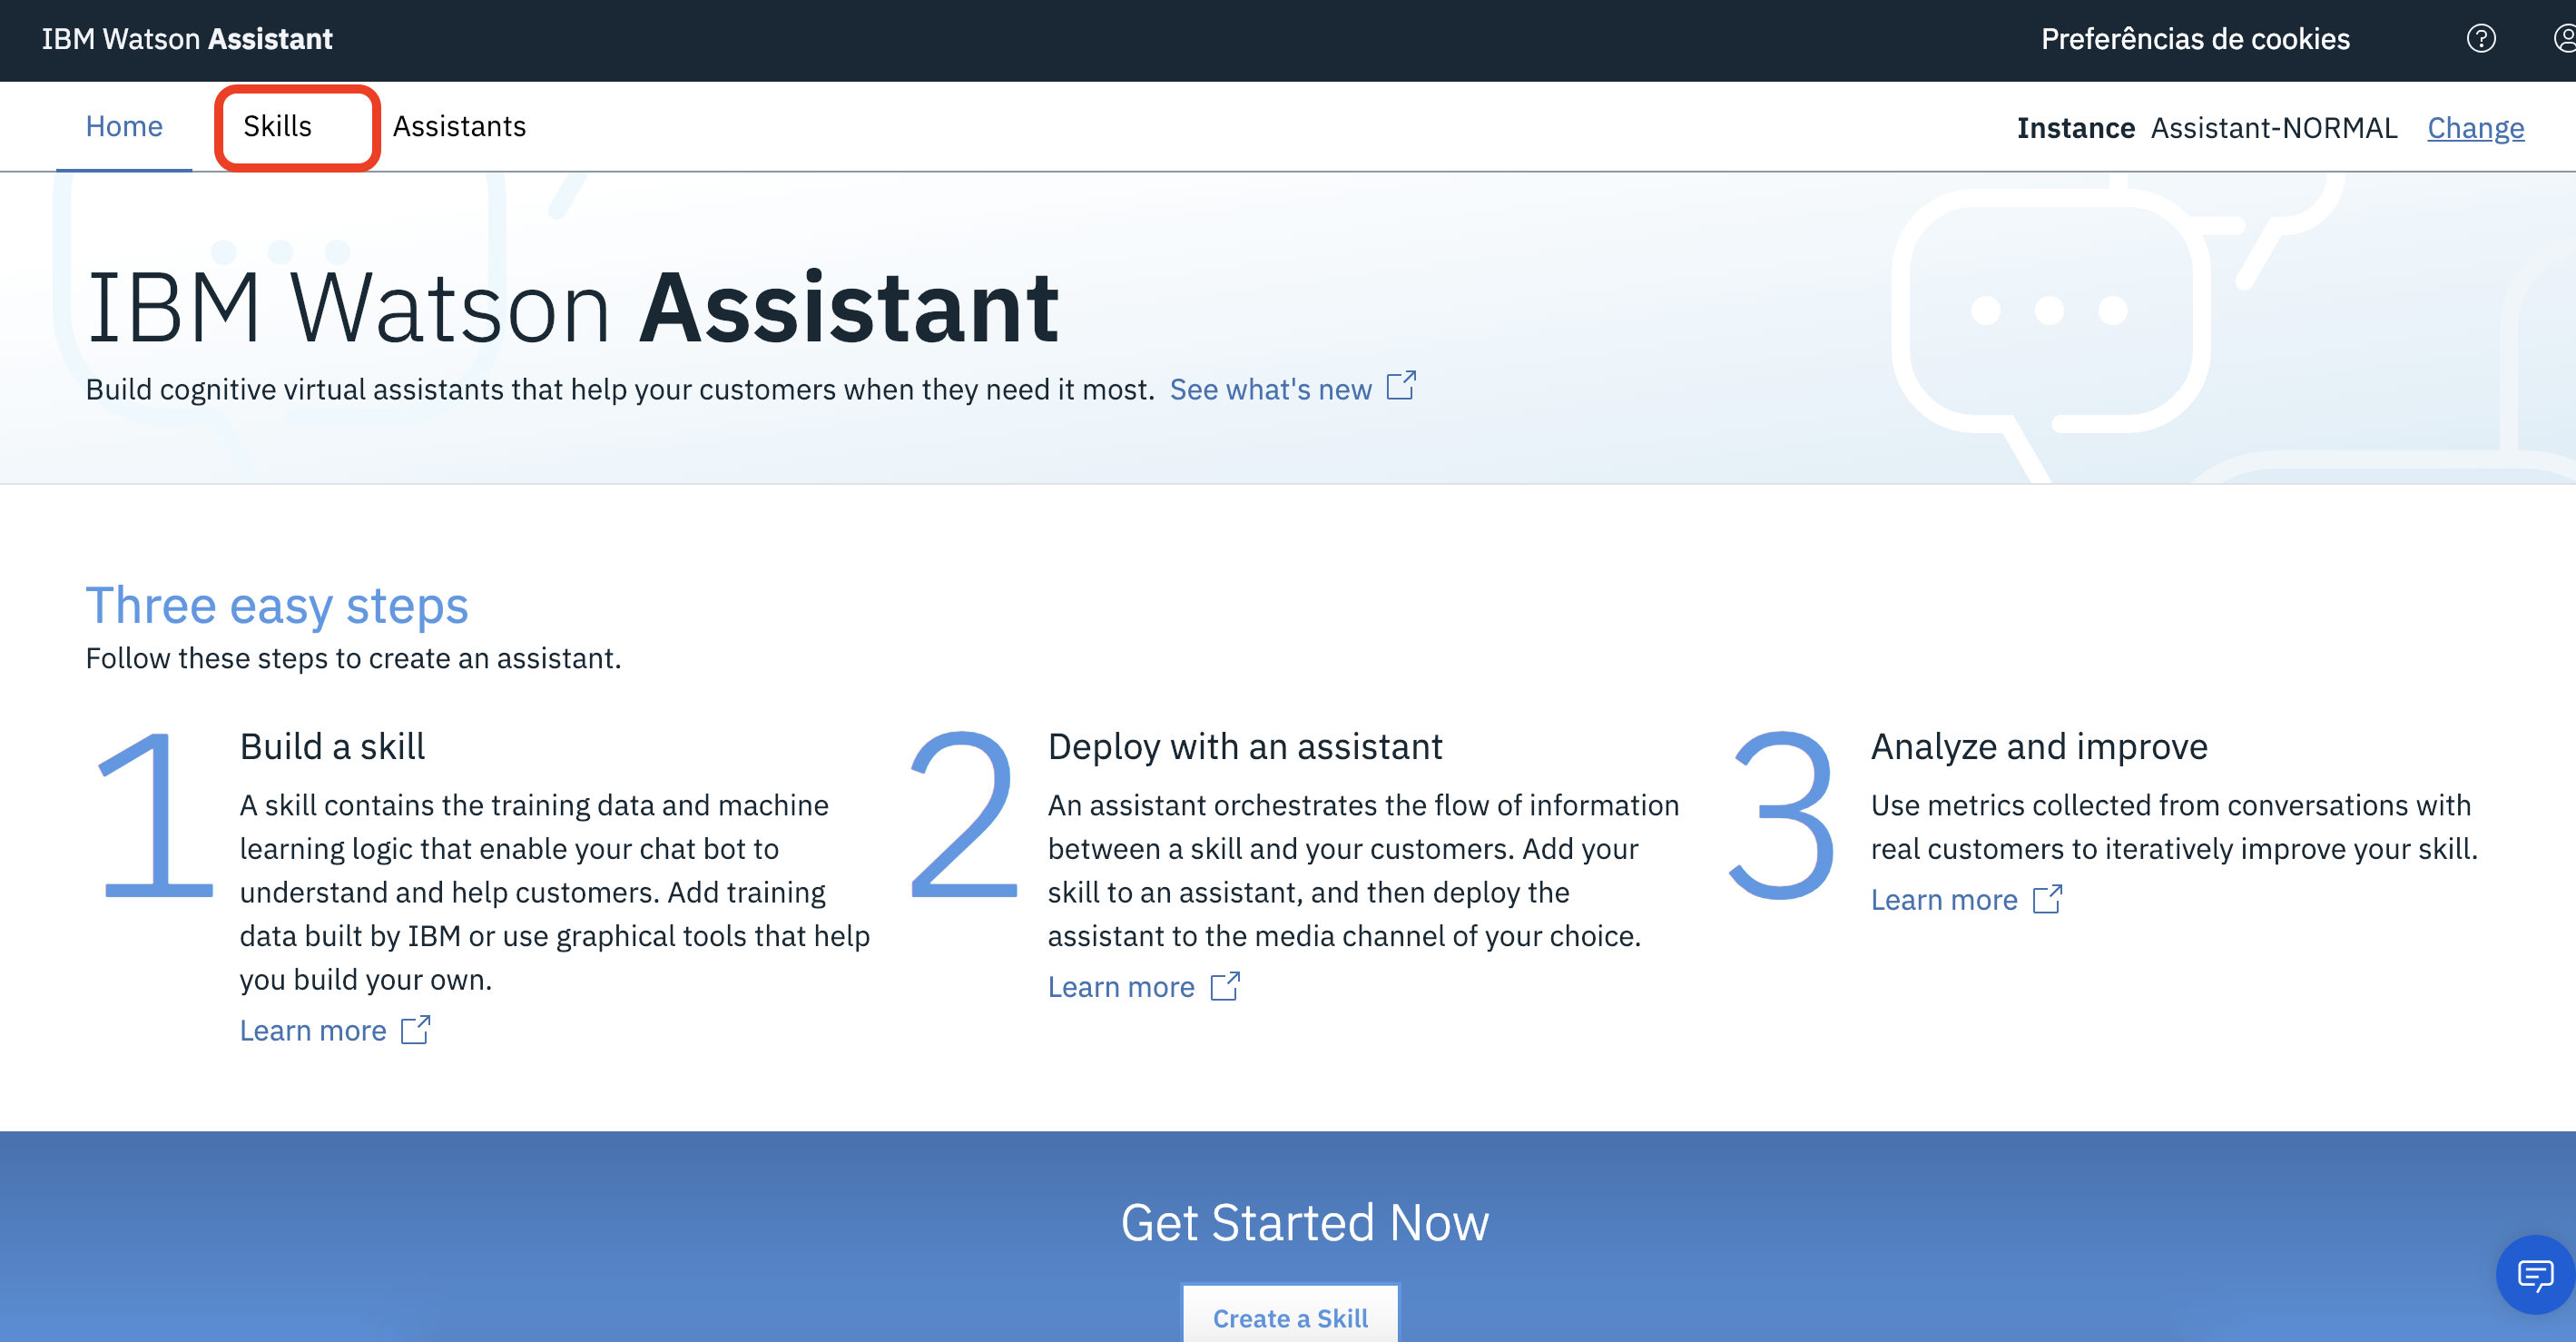 IBM Watson Assistant
Preferências de cookies
Home
Skills
Assistants
Instance Assistant-NORMAL Change
IBM Watson Assistant
Build cognitive virtual assistants that help your customers when they need it most. See what's new
Three easy steps
Follow these steps to create an assistant.
1
Build a skill
A skill contains the training data and machine
learning logic that enable your chat bot to
understand and help customers. Add training
data built by IBM or use graphical tools that help
you build your own.
Learn more
2
Deploy with an assistant
An assistant orchestrates the flow of information
between a skill and your customers. Add your
skill to an assistant, and then deploy the
assistant to the media channel of your choice.
Learn more
3
Analyze and improve
Use metrics collected from conversations with
real customers to iteratively improve your skill.
Learn more
Get Started Now
Create a Skill